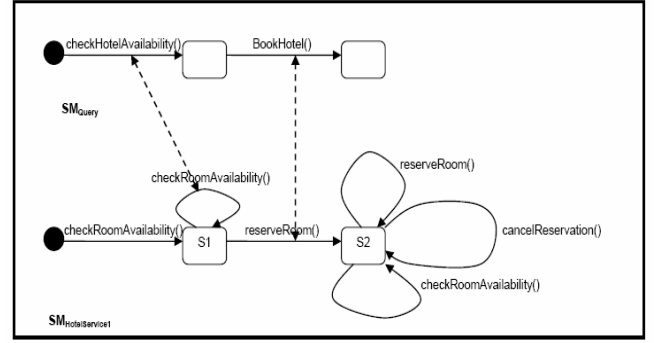 checkHotelAvailability()
BookHotel()
SMQuery
checkRoomAvailability()
reserveRoom()
checkRoomAvailability()
S1
reserveRoom()
S2
cancelReservation()
checkRoomAvailability()
SMHotelService1